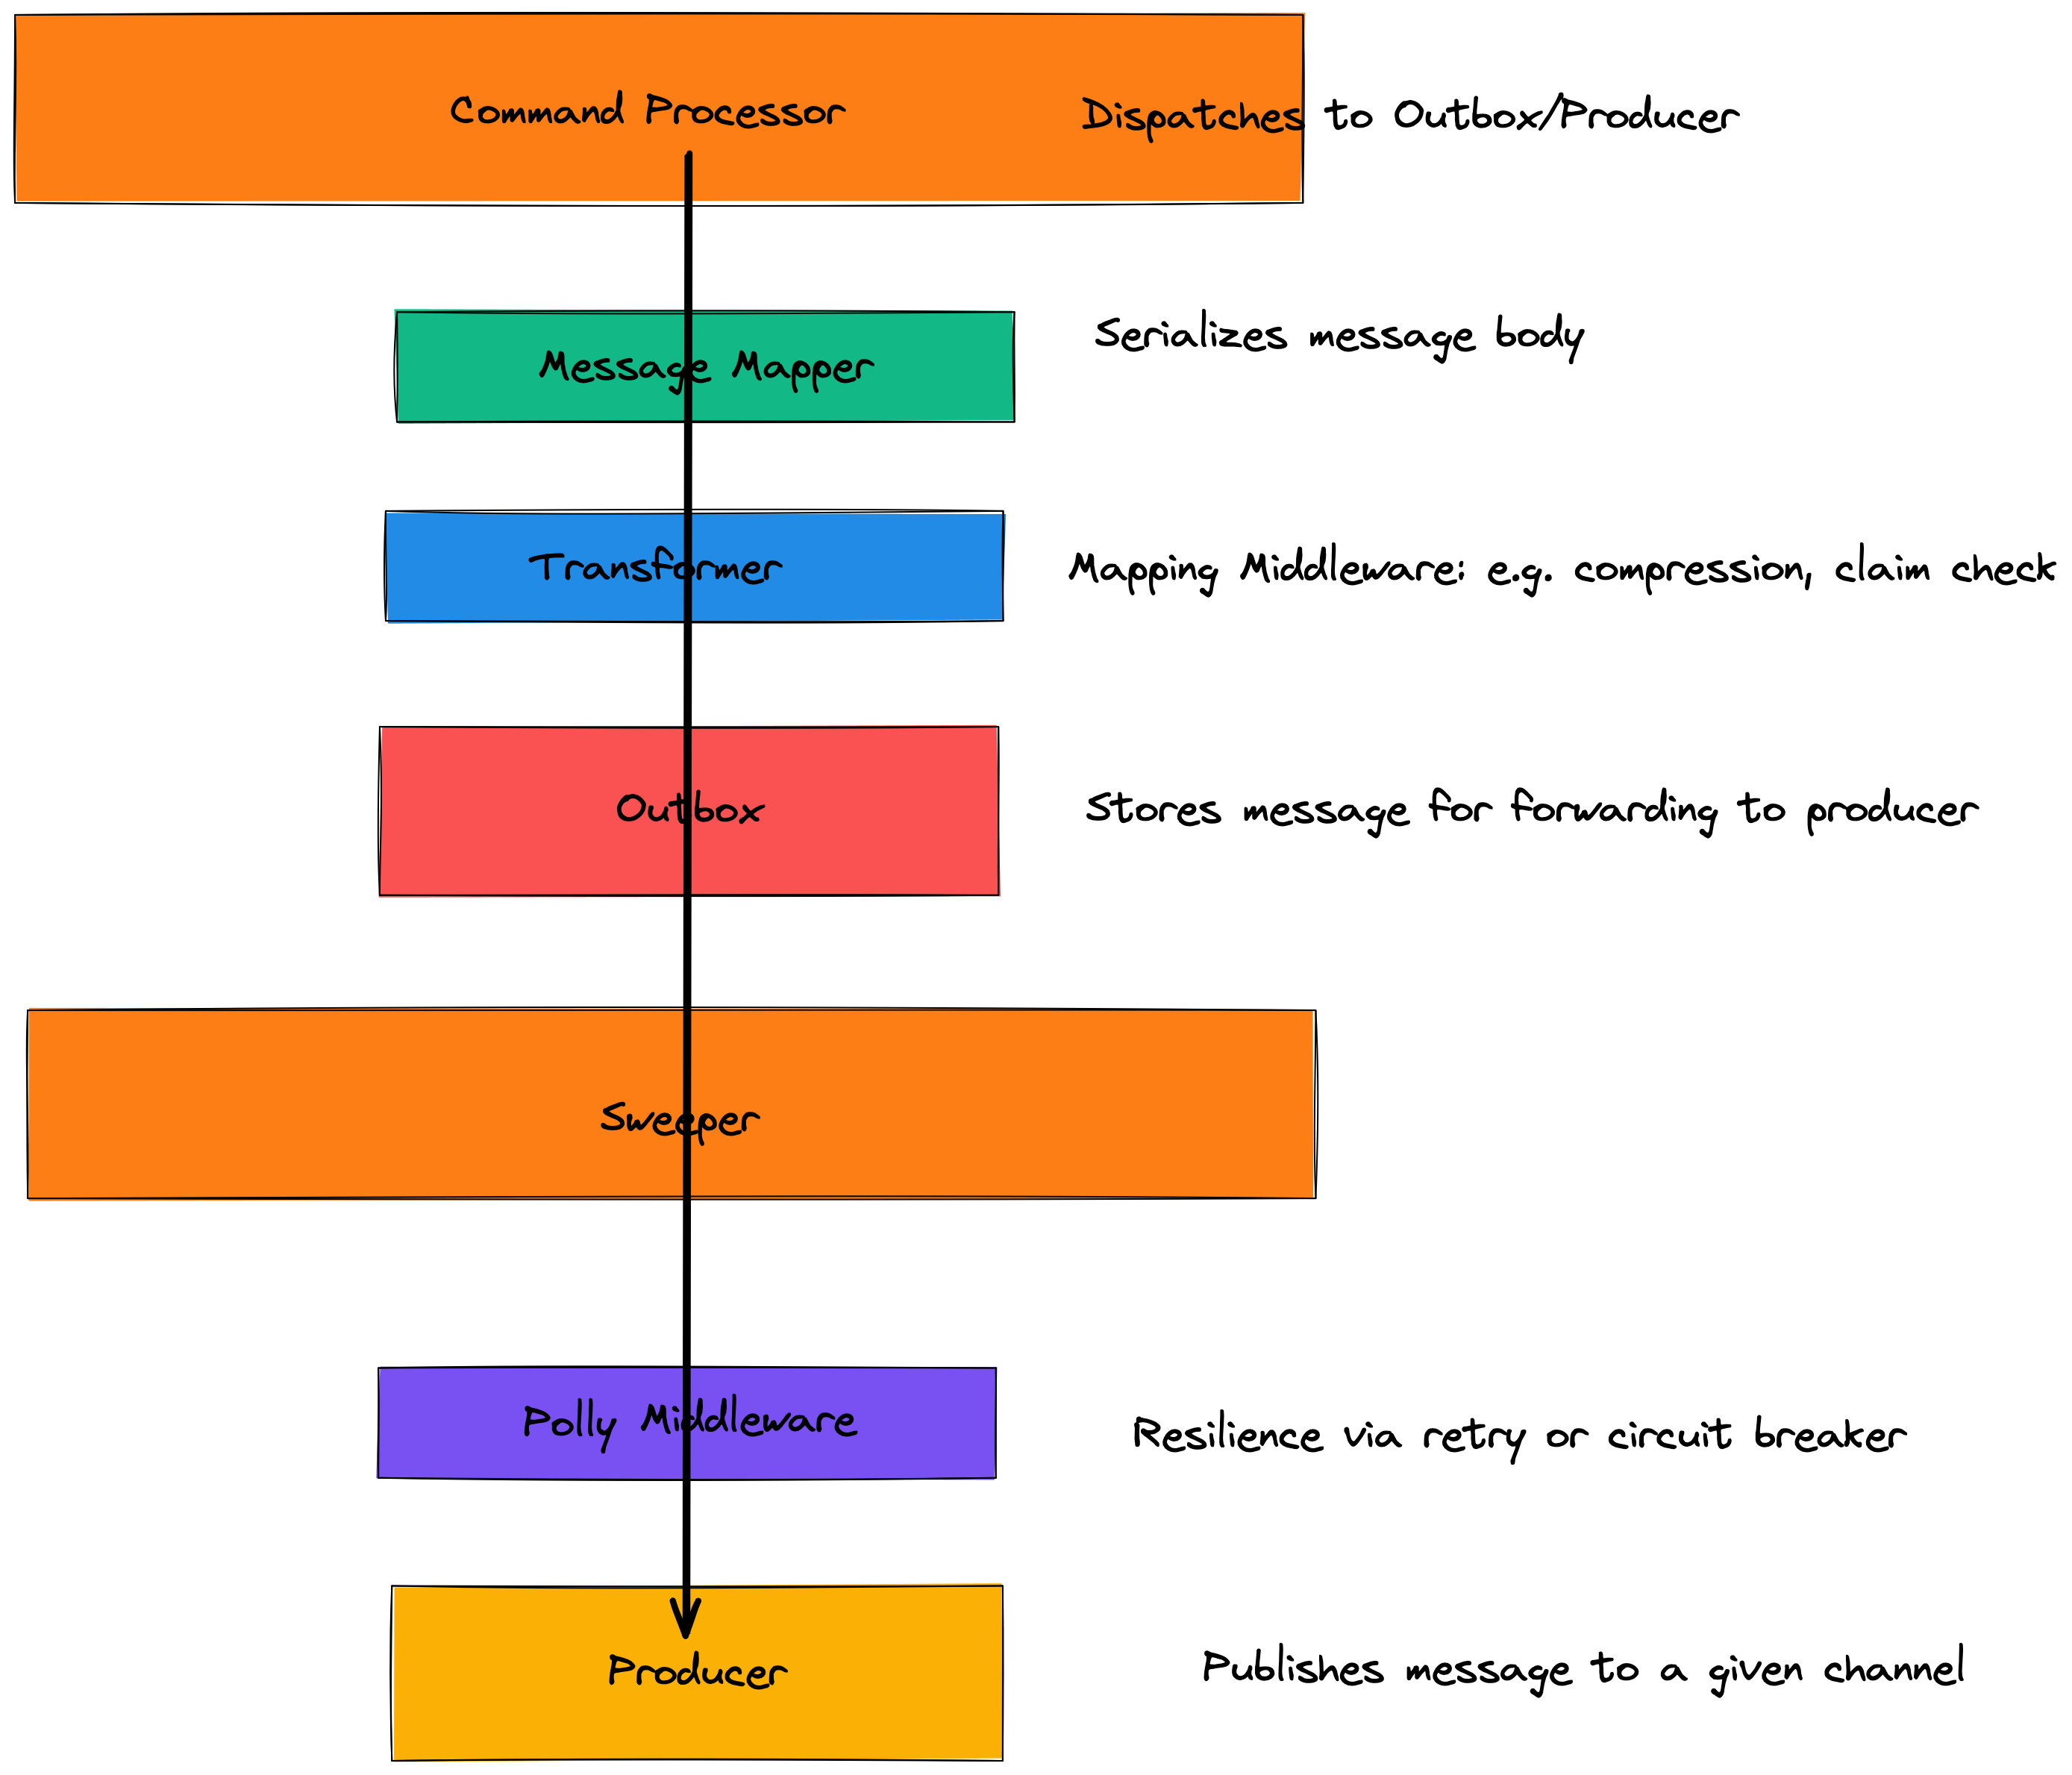 Command Processor
Dispatches to Outbox/Producer
Message Mapper
Serializes message body
Transformer
Mapping Middleware: e.g. compression, claim check
Outbox
Stores message for forwarding to producer
Sweeper
Polly Middleware
Resilience via retry or circuit breaker
Producer
Publishes message to a given channel